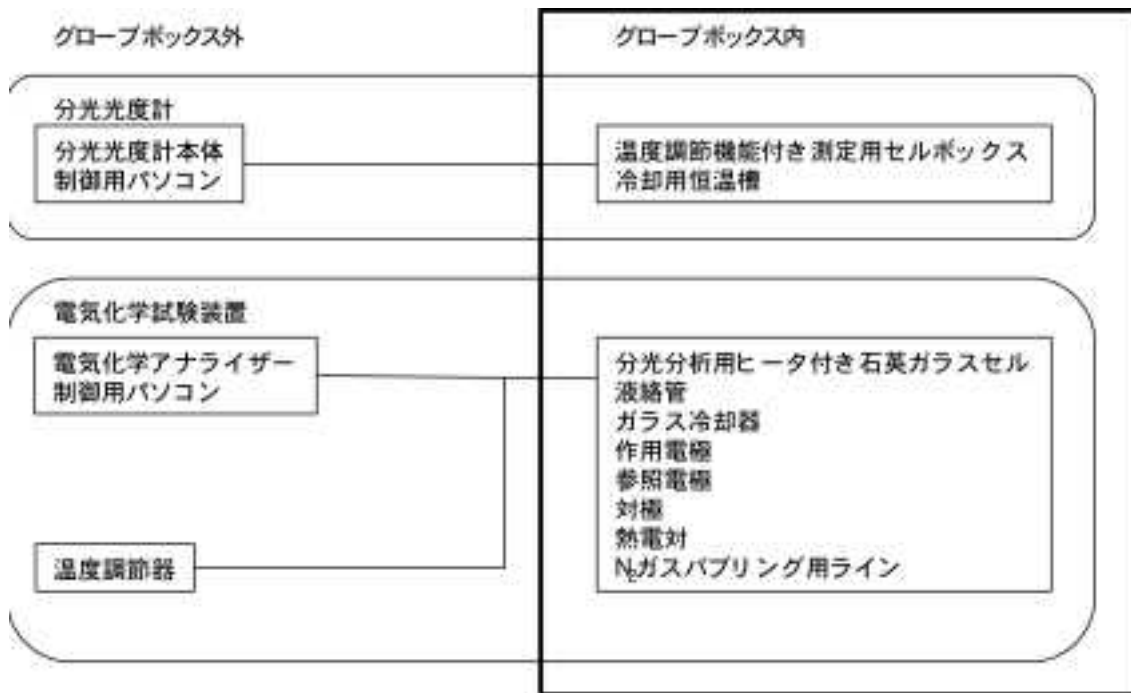 グローブボックス外
グローブボックス内
分光光度計
分光光度計本体
制御用パソコン
温度調節機能付き測定用セルボックス
冷却用恒温槽
電気化学試験装置
電気化学アナライザー
制御用パソコン
温度調節器
分光分析用ヒータ付き石英ガラスセル
液絡管
ガラス冷却器
作用電極
参照電極
対極
熱電対
N2ガスバブリング用ライン